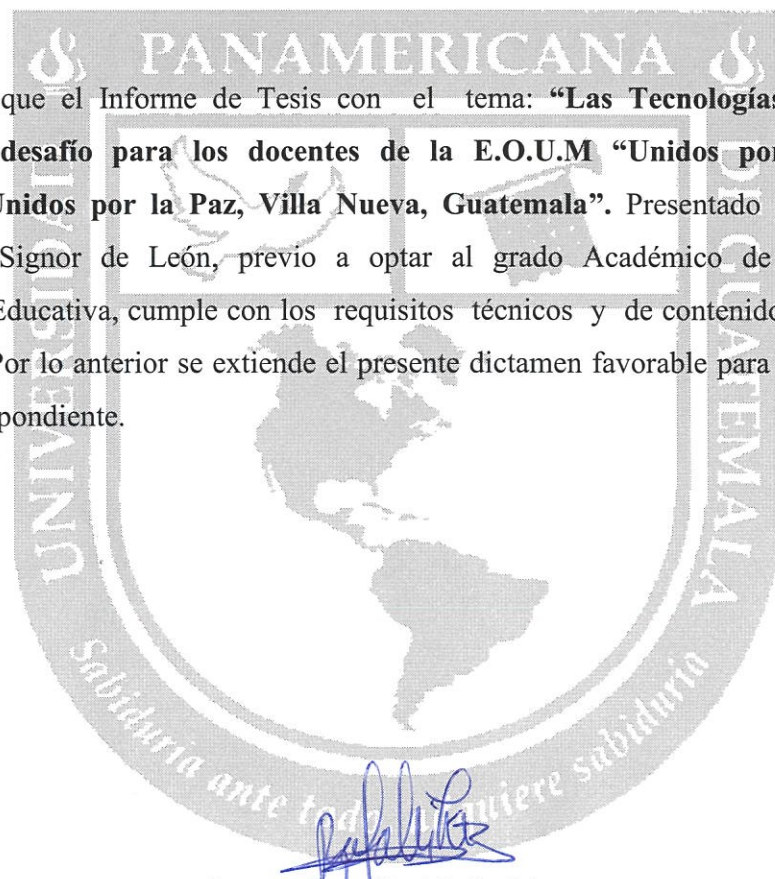 PANAMERICANA
que el Informe de Tesis con el tema: “Las Tecnologías
desafío para los docentes de la E.O.U.M “Unidos por
Unidos por la Paz, Villa Nueva, Guatemala”. Presentado
Signor de León, previo a optar al grado Académico de
Educativa, cumple con los requisitos técnicos y de contenido
Por lo anterior se extiende el presente dictamen favorable para
pondiente.
UNIVERSIDAD
DE GUATEMALA
Sabiduría ante todo, adquiere sabiduría